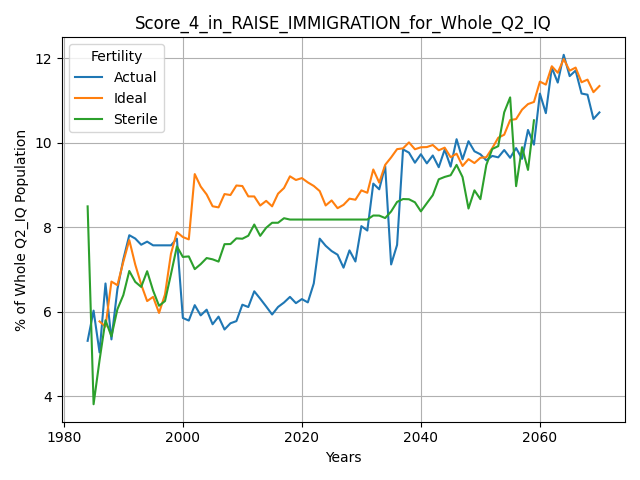 Score_4_in_RAISE_IMMIGRATION_for_Whole_Q2_IQ
Fertility
Actual
Ideal
Sterile
% of Whole Q2_IQ Population
12
10
8
6
4
1980
2000
2020
2040
2060
Years